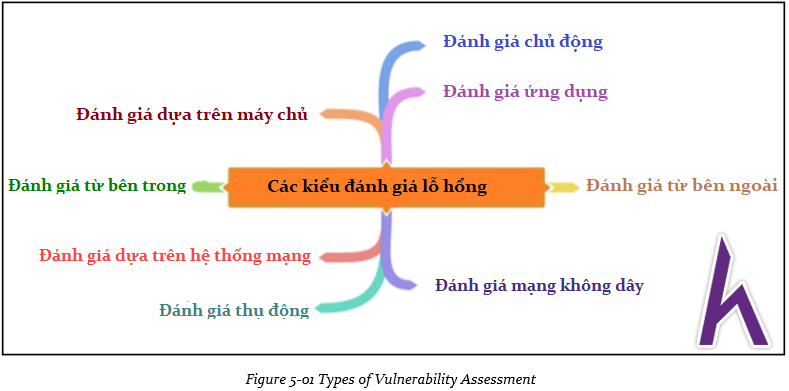 Đánh giá chủ động
Đánh giá ứng dụng
Đánh giá dựa trên máy chủ
Đánh giá từ bên trong
Các kiểu đánh giá lỗ hổng
Đánh giá từ bên ngoài
Đánh giá dựa trên hệ thống mạng
Đánh giá mạng không dây
Đánh giá thụ động
Figure 5-01 Types of Vulnerability Assessment